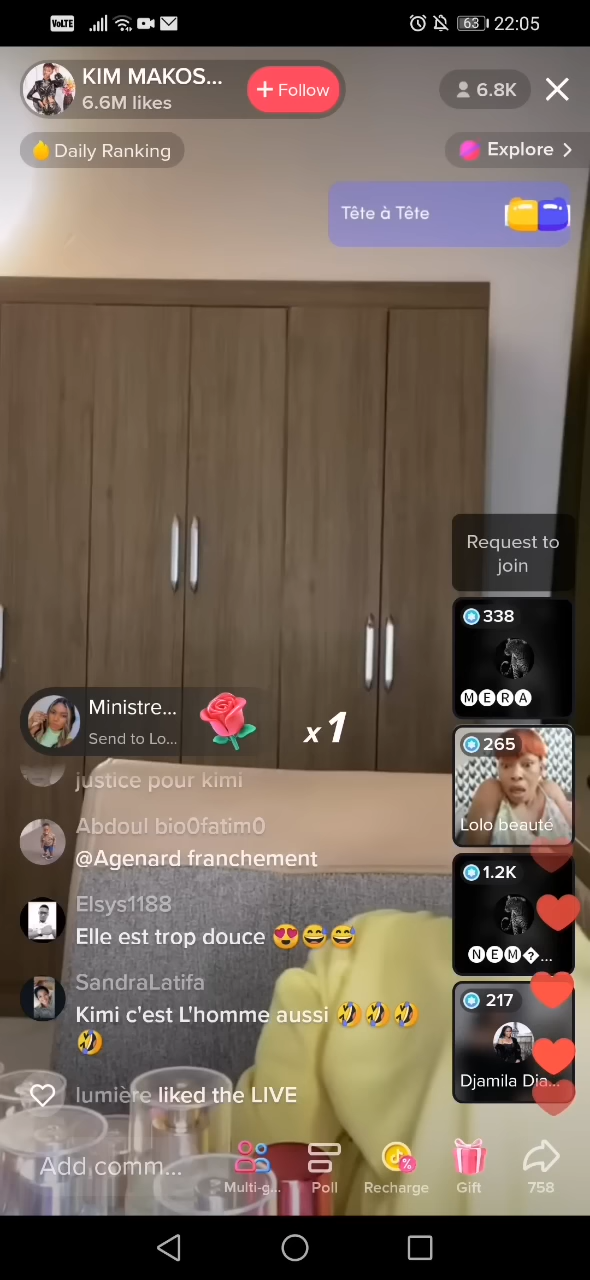 VoLTE
63
22:05
KIM MAKOS...
6.6M likes
+ Follow
6.8K
Daily Ranking
Explore
Tête à Tête
Request to
join
338
MERA
265
Lolo beauté
1.2K
217
Djamila Dia...
Ministre...
Send to Lo...
x1
justice pour kimi
Abdoul bio0fatim0
@Agenard franchement
Elsys1188
Elle est trop douce 😍😅😅
SandraLatifa
Kimi c'est L'homme aussi 🤣🤣🤣
🤣
lumière liked the LIVE
Add comm...
Multi-g...
Poll
Recharge
Gift
758